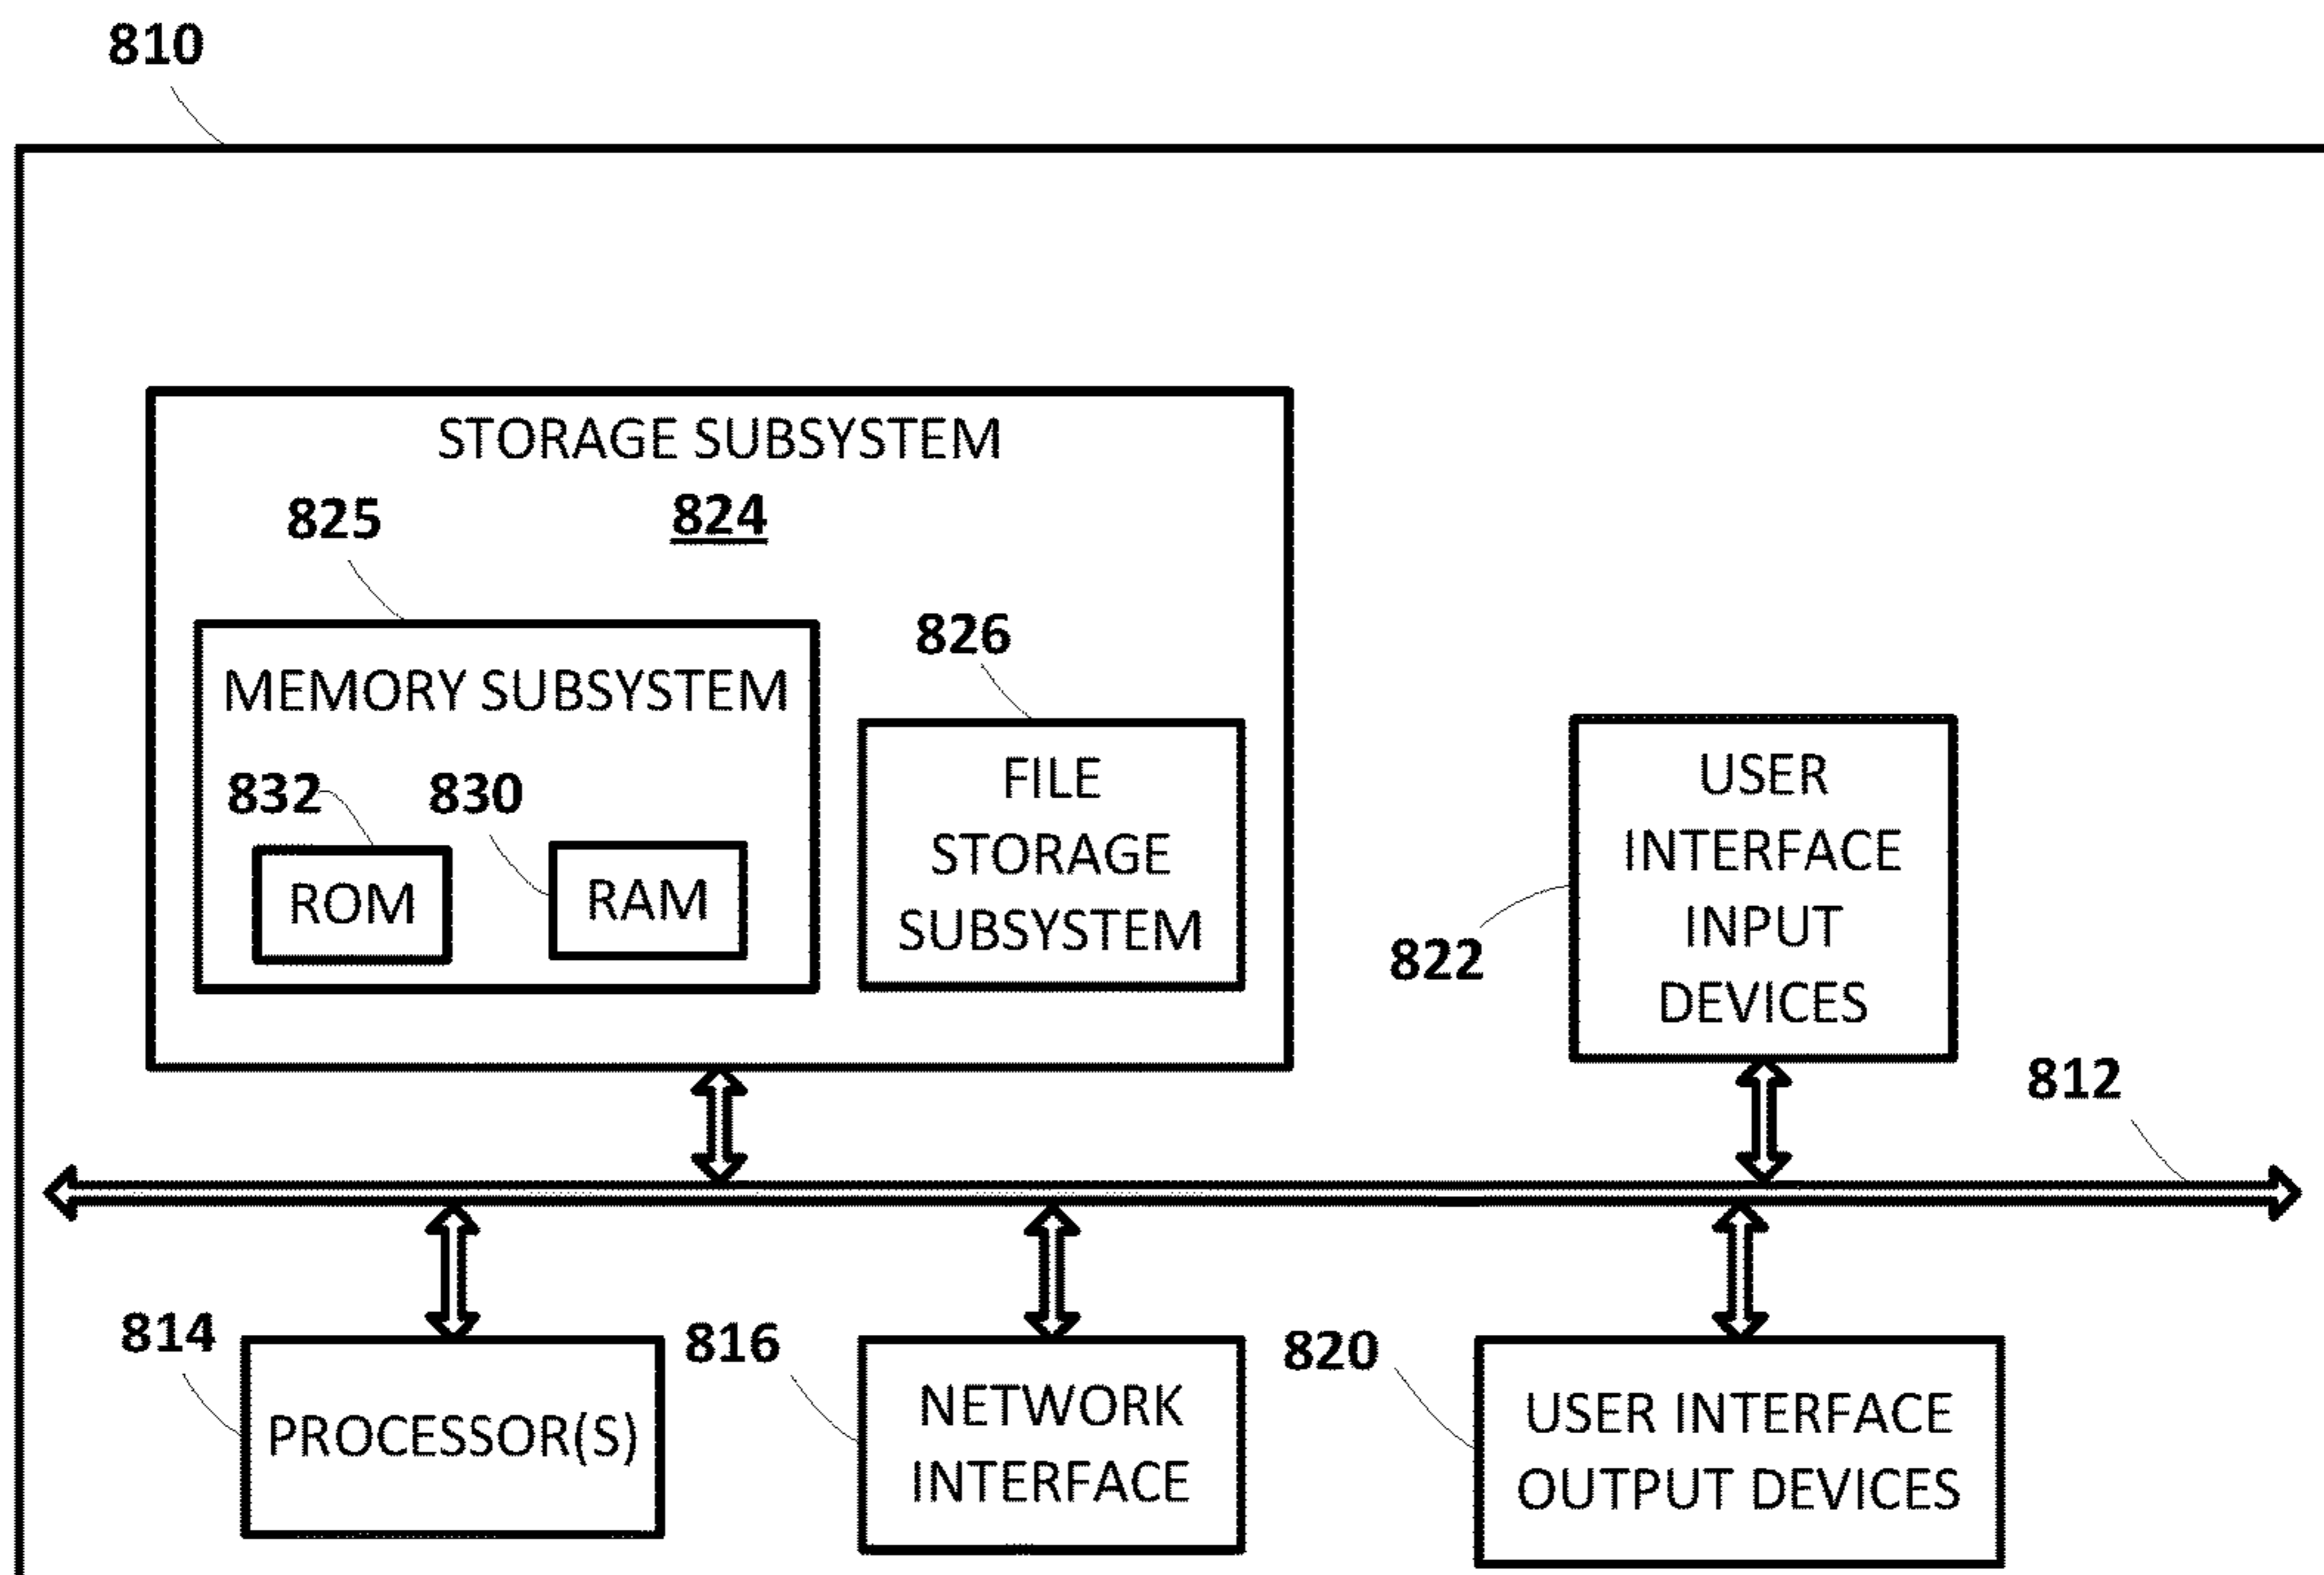 810
STORAGE SUBSYSTEM
825
824
826
MEMORY SUBSYSTEM
832
830
ROM
RAM
FILE
STORAGE
SUBSYSTEM
USER
INTERFACE
INPUT
DEVICES
822
812
814
PROCESSOR(S)
816
NETWORK
INTERFACE
820
USER INTERFACE
OUTPUT DEVICES